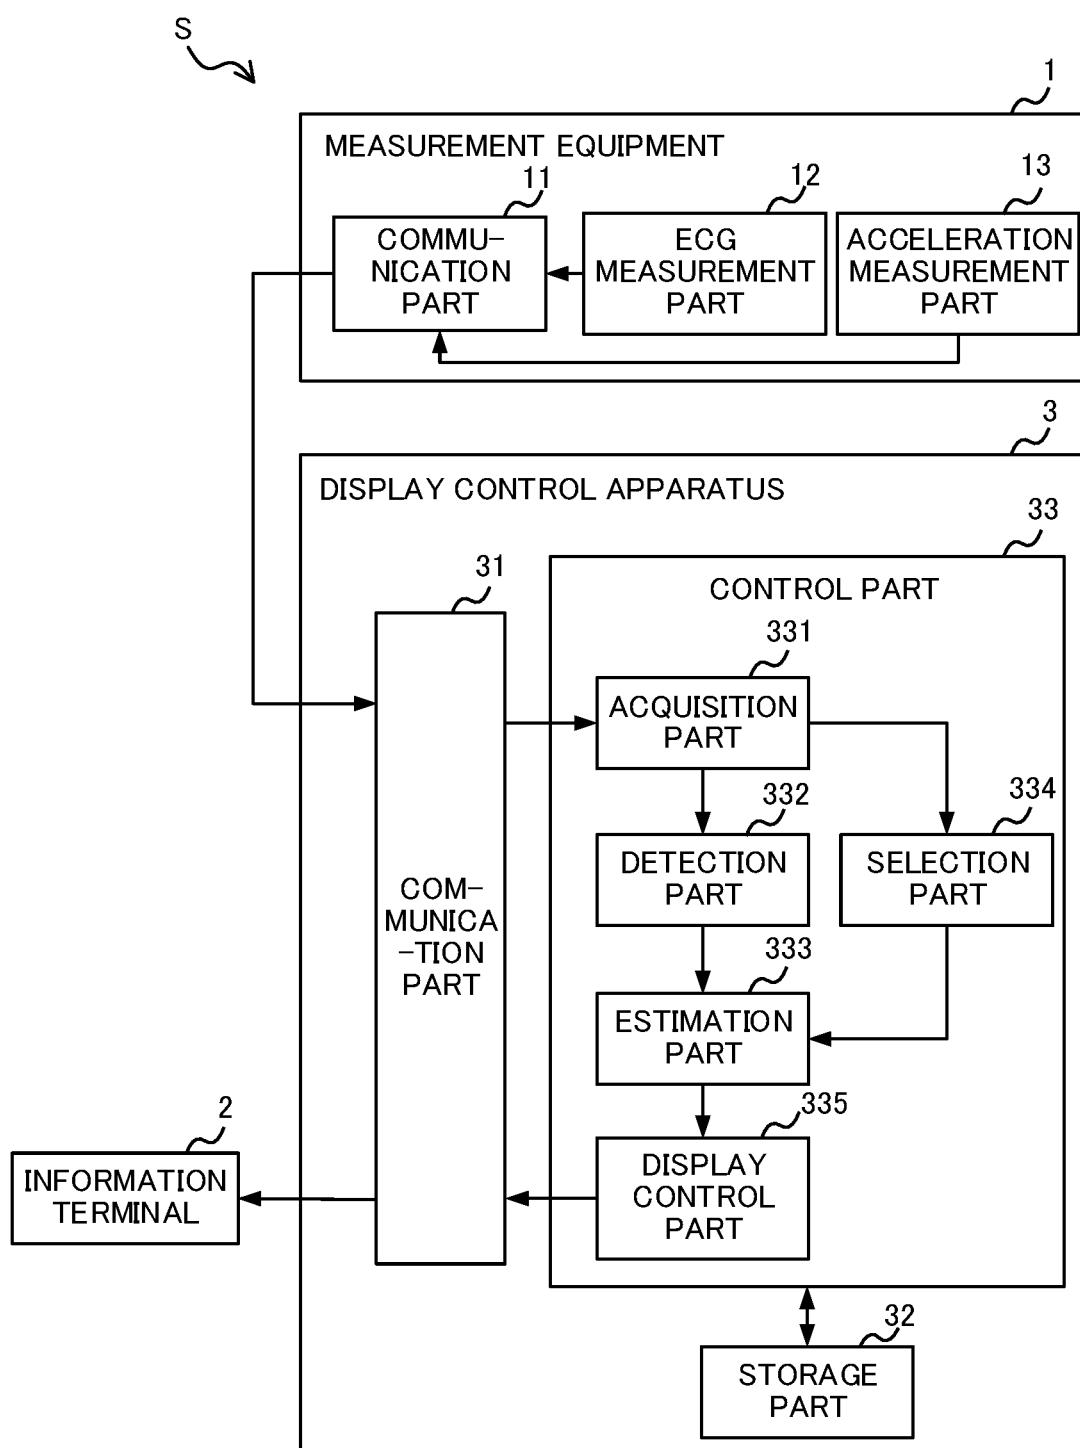 S
1
MEASUREMENT EQUIPMENT
11
12
13
COMMU-
NICATION
PART
ECG
MEASUREMENT
PART
ACCELERATION
MEASUREMENT
PART
3
DISPLAY CONTROL APPARATUS
33
31
CONTROL PART
331
ACQUISITION
PART
332
334
DETECTION
PART
SELECTION
PART
COM-
MUNICA
-TION
PART
333
ESTIMATION
PART
335
2
DISPLAY
CONTROL
PART
INFORMATION
TERMINAL
32
STORAGE
PART